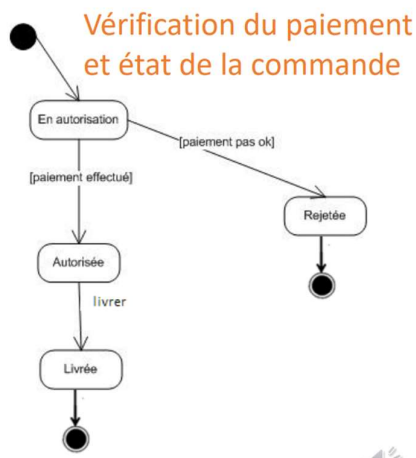 Vérification du paiement
et état de la commande
En autorisation
[paiement pas ok]
[paiement effectué]
Rejetée
Autorisée
livrer
Livrée